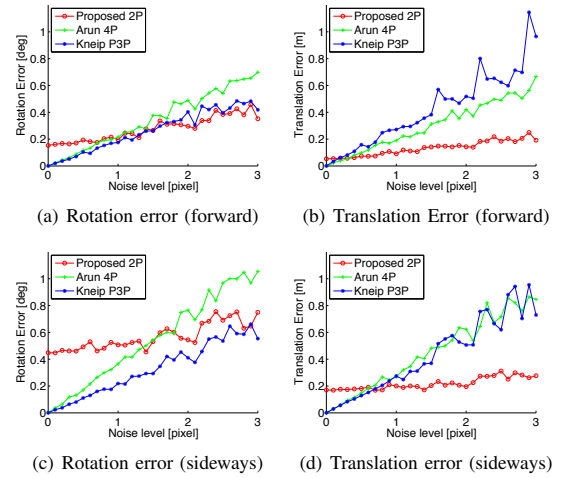 Proposed 2P
Arun 4P
Kneip P3P
Rotation Error [deg]
1
0.8
0.6
0.4
0.2
0
0 1 2 3
Noise level [pixel]
(a) Rotation error (forward)
Proposed 2P
Arun 4P
Kneip P3P
Translation Error [m]
1
0.8
0.6
0.4
0.2
0
0 1 2 3
Noise level [pixel]
(b) Translation Error (forward)
Proposed 2P
Arun 4P
Kneip P3P
Rotation Error [deg]
1
0.8
0.6
0.4
0.2
0
0 1 2 3
Noise level [pixel]
(c) Rotation error (sideways)
Proposed 2P
Arun 4P
Kneip P3P
Translation Error [m]
1
0.8
0.6
0.4
0.2
0
0 1 2 3
Noise level [pixel]
(d) Translation error (sideways)